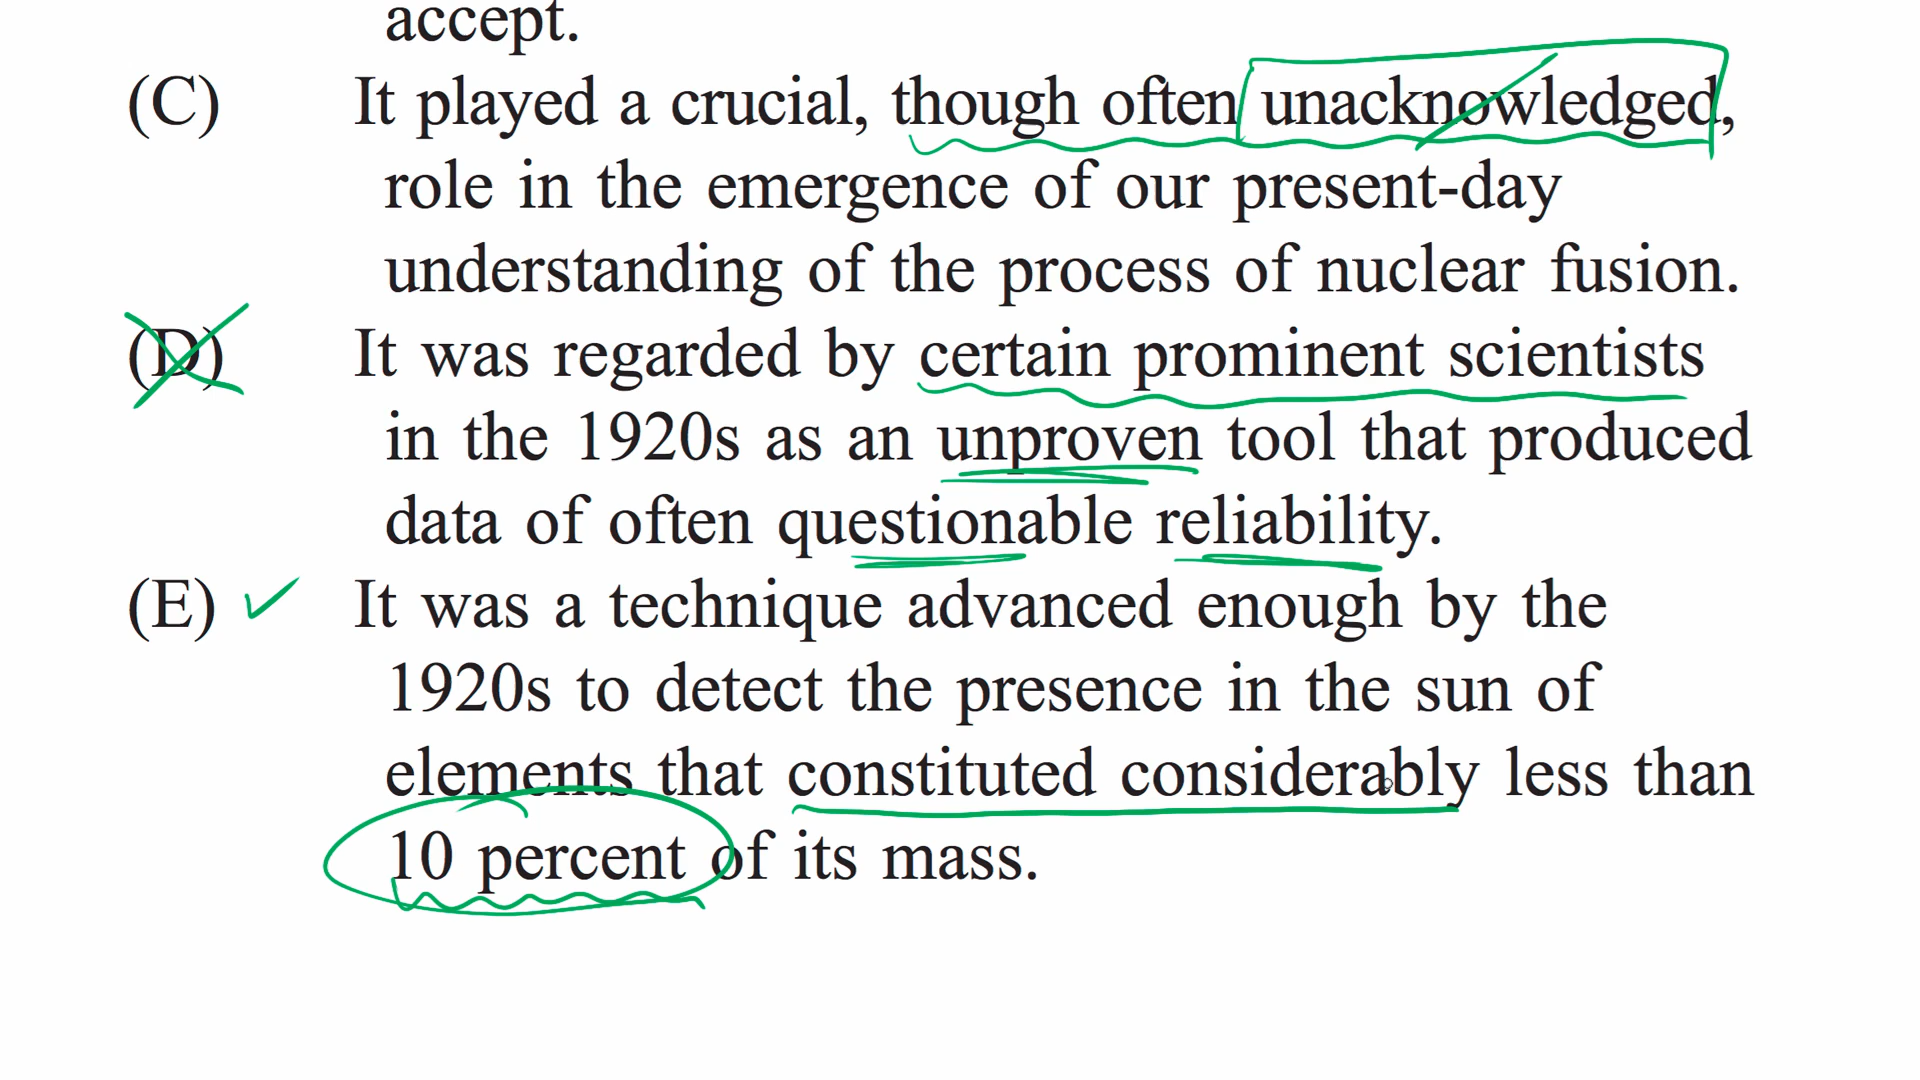 accept.
(C) It played a crucial, though often unacknowledged,
role in the emergence of our present-day
understanding of the process of nuclear fusion.
(D) It was regarded by certain prominent scientists
in the 1920s as an unproven tool that produced
data of often questionable reliability.
(E) It was a technique advanced enough by the
1920s to detect the presence in the sun of
elements that constituted considerably less than
10 percent of its mass.